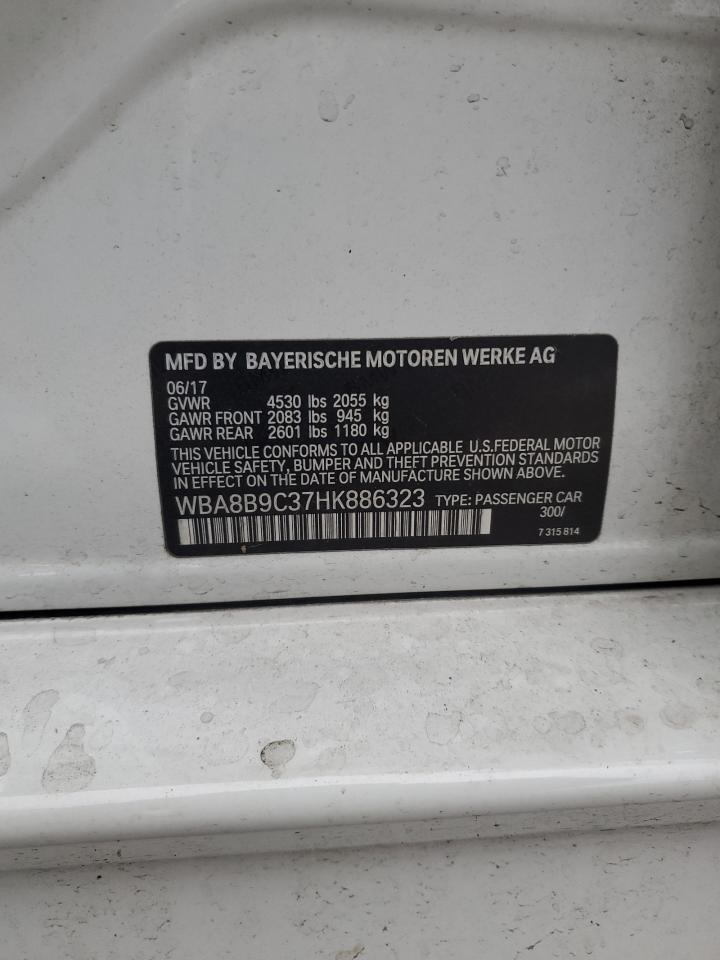 MFD BY BAYERISCHE MOTOREN WERKE AG
06/17
GVWR 4530 lbs 2055 kg
GAWR FRONT 2083 lbs 945 kg
GAWR REAR 2601 lbs 1180 kg
THIS VEHICLE CONFORMS TO ALL APPLICABLE U.S.FEDERAL MOTOR
VEHICLE SAFETY, BUMPER AND THEFT PREVENTION STANDARDS
IN EFFECT ON THE DATE OF MANUFACTURE SHOWN ABOVE.
WBA8B9C37HK886323 TYPE: PASSENGER CAR
300/
7 315 814